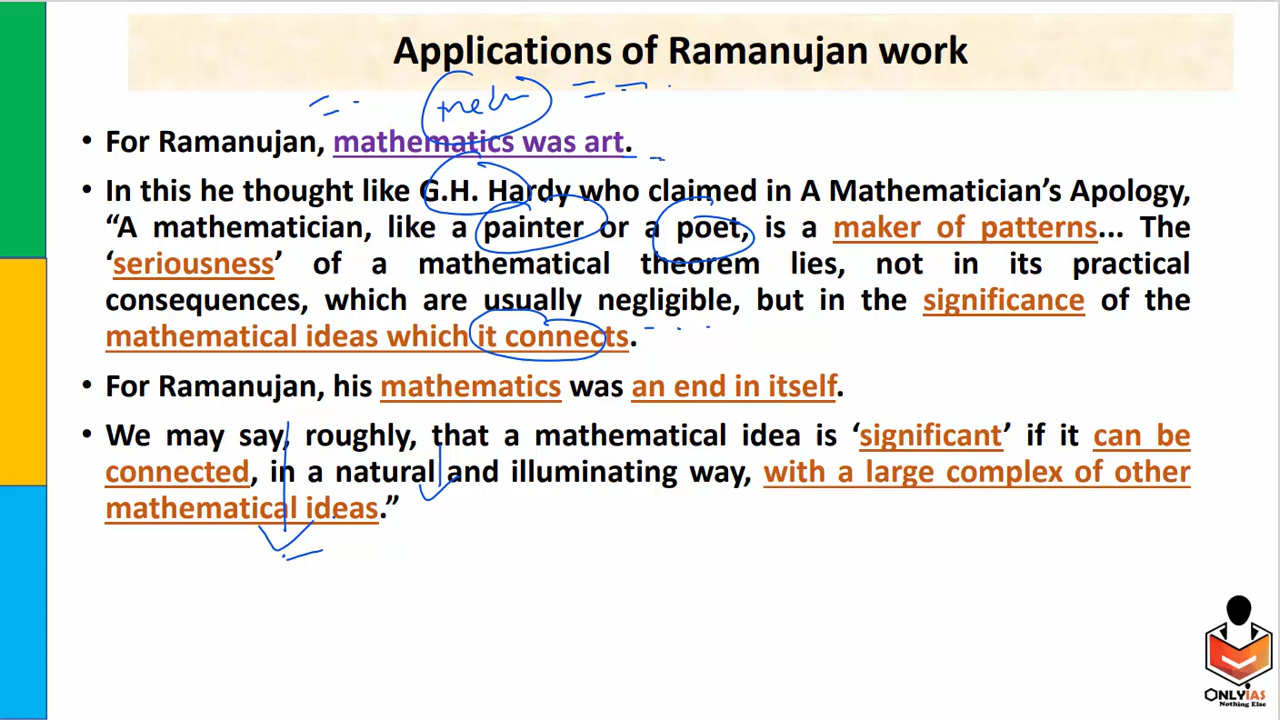 Applications of Ramanujan work
• For Ramanujan, mathematics was art.
• In this he thought like G.H. Hardy who claimed in A Mathematician’s Apology,
“A mathematician, like a painter or a poet, is a maker of patterns... The
‘seriousness’ of a mathematical theorem lies, not in its practical
consequences, which are usually negligible, but in the significance of the
mathematical ideas which it connects.
• For Ramanujan, his mathematics was an end in itself.
• We may say, roughly, that a mathematical idea is ‘significant’ if it can be
connected, in a natural and illuminating way, with a large complex of other
mathematical ideas.”
ONLYIAS
Nothing Else